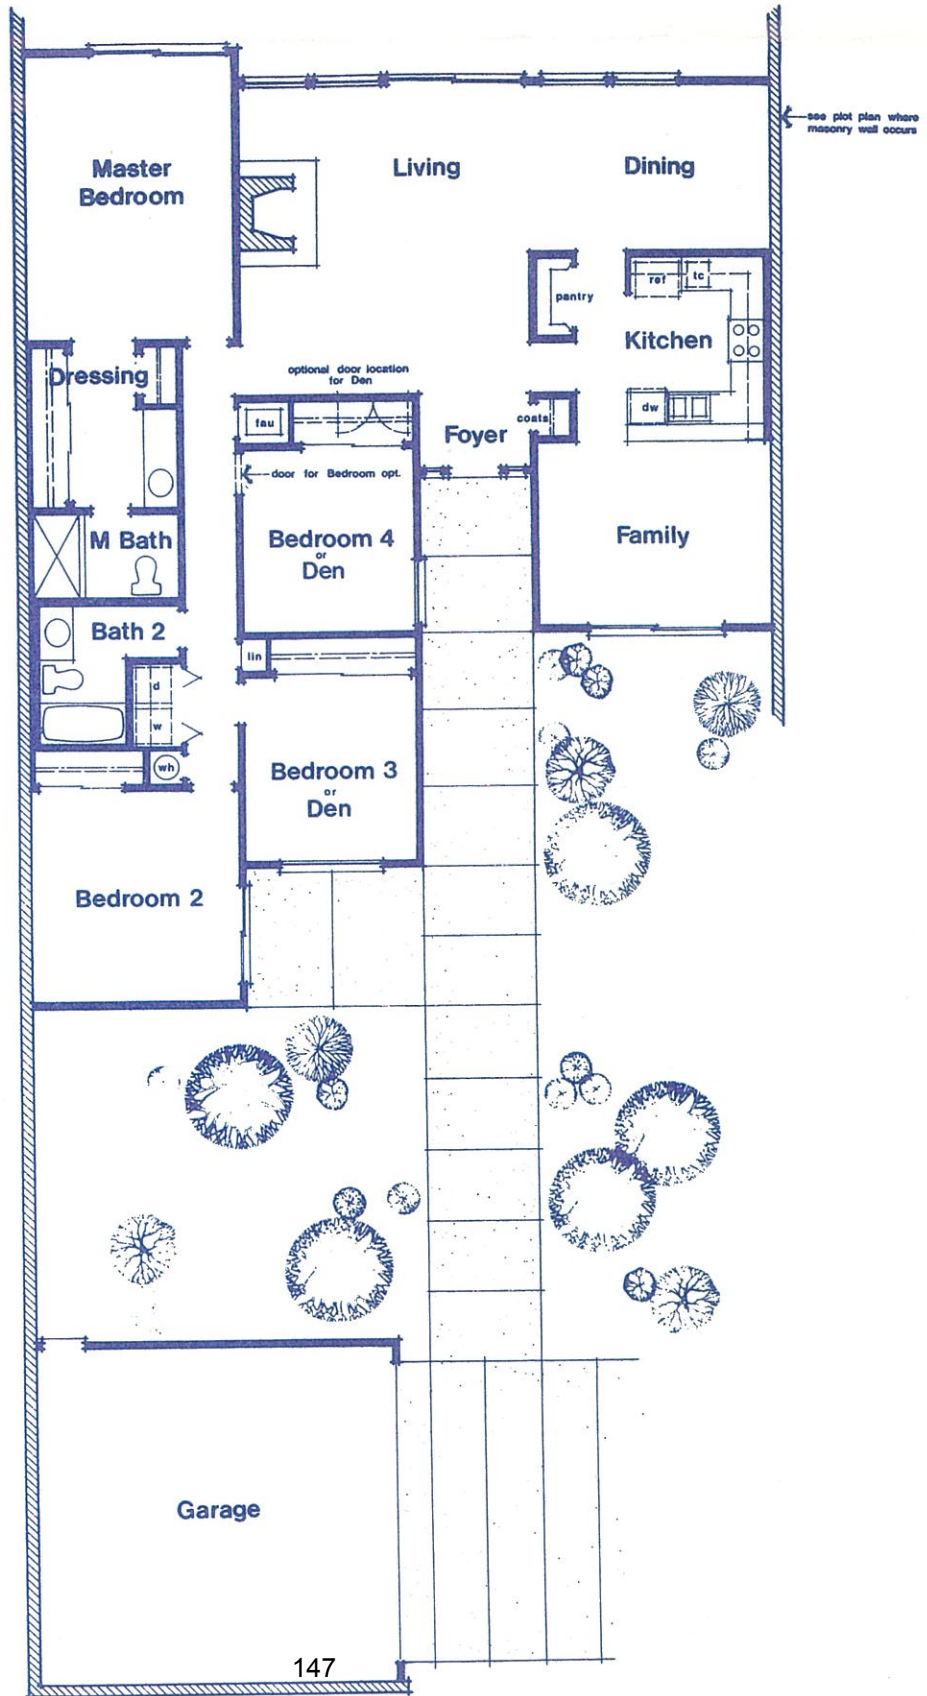 see plot plan where
masonry wall occurs
Master
Bedroom
Living
Dining
pantry
ref
tc
Kitchen
dw
Dressing
optional door location
for Den
fau
coats
Foyer
door for Bedroom opt.
M Bath
Bedroom 4
or
Den
Family
Bath 2
lin
d
w
wh
Bedroom 3
or
Den
Bedroom 2
Garage
147